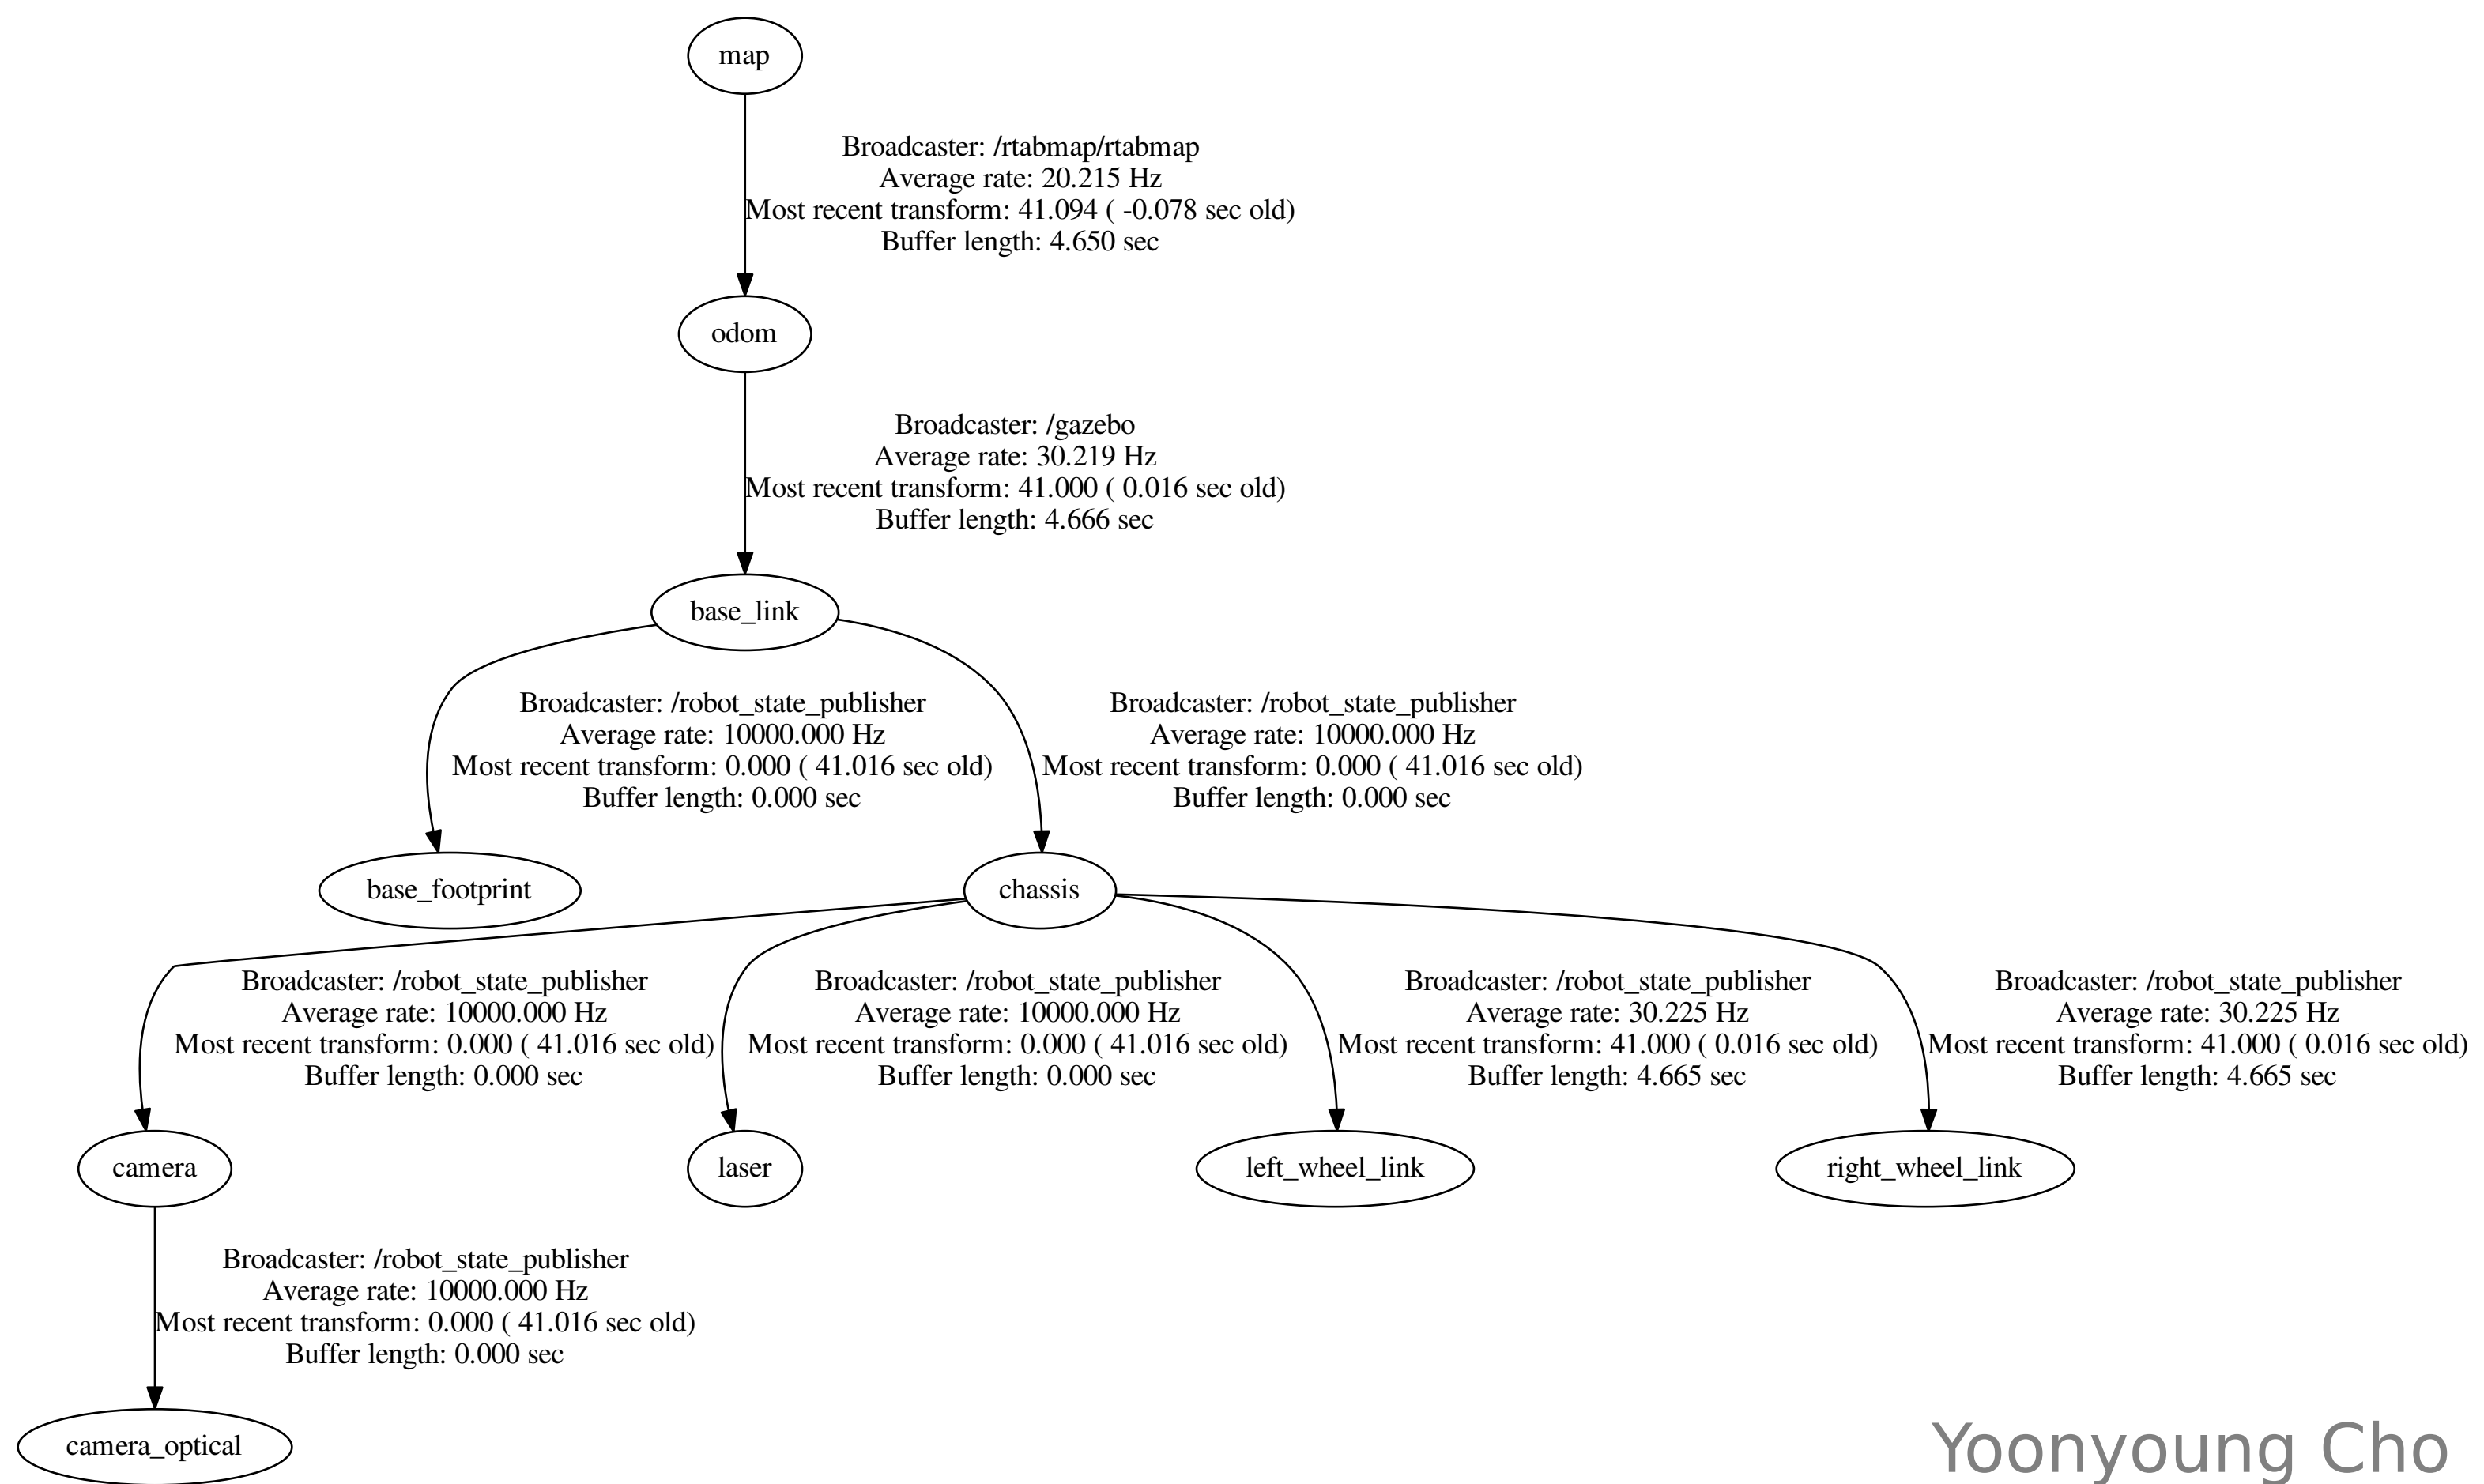 map
Broadcaster: /rtabmap/rtabmap
Average rate: 20.215 Hz
Most recent transform: 41.094 ( -0.078 sec old)
Buffer length: 4.650 sec
odom
Broadcaster: /gazebo
Average rate: 30.219 Hz
Most recent transform: 41.000 ( 0.016 sec old)
Buffer length: 4.666 sec
base_link
Broadcaster: /robot_state_publisher
Average rate: 10000.000 Hz
Most recent transform: 0.000 ( 41.016 sec old)
Buffer length: 0.000 sec
Broadcaster: /robot_state_publisher
Average rate: 10000.000 Hz
Most recent transform: 0.000 ( 41.016 sec old)
Buffer length: 0.000 sec
base_footprint
chassis
Broadcaster: /robot_state_publisher
Average rate: 10000.000 Hz
Most recent transform: 0.000 ( 41.016 sec old)
Buffer length: 0.000 sec
Broadcaster: /robot_state_publisher
Average rate: 10000.000 Hz
Most recent transform: 0.000 ( 41.016 sec old)
Buffer length: 0.000 sec
Broadcaster: /robot_state_publisher
Average rate: 30.225 Hz
Most recent transform: 41.000 ( 0.016 sec old)
Buffer length: 4.665 sec
Broadcaster: /robot_state_publisher
Average rate: 30.225 Hz
Most recent transform: 41.000 ( 0.016 sec old)
Buffer length: 4.665 sec
camera
laser
left_wheel_link
right_wheel_link
Broadcaster: /robot_state_publisher
Average rate: 10000.000 Hz
Most recent transform: 0.000 ( 41.016 sec old)
Buffer length: 0.000 sec
camera_optical
Yoonyoung Cho